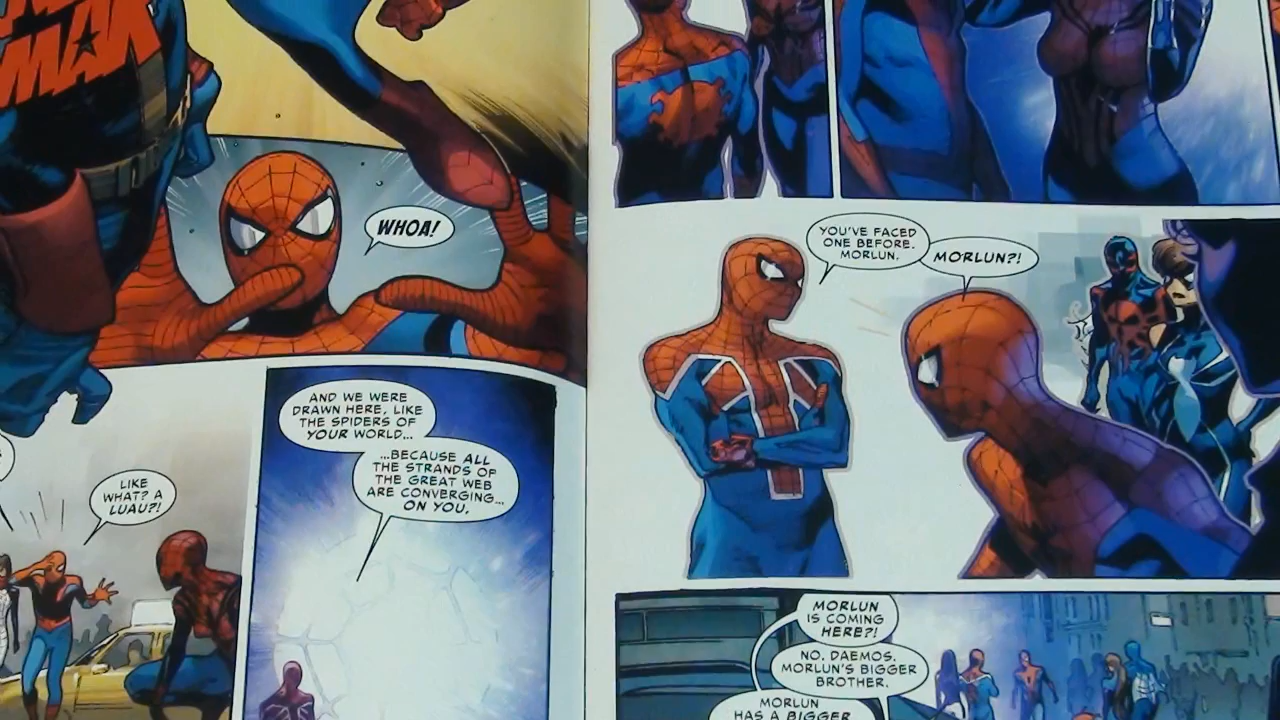 WHOA!
LIKE
WHAT? A
LUAU?!
AND WE WERE
DRAWN HERE, LIKE
THE SPIDERS OF
YOUR WORLD...
...BECAUSE ALL
THE STRANDS OF
THE GREAT WEB
ARE CONVERGING...
ON YOU.
YOU'VE FACED
ONE BEFORE.
MORLUN.
MORLUN?!
MORLUN
IS COMING
HERE?!
NO. DAEMOS.
MORLUN'S BIGGER
BROTHER.
MORLUN
HAS A BIGGER